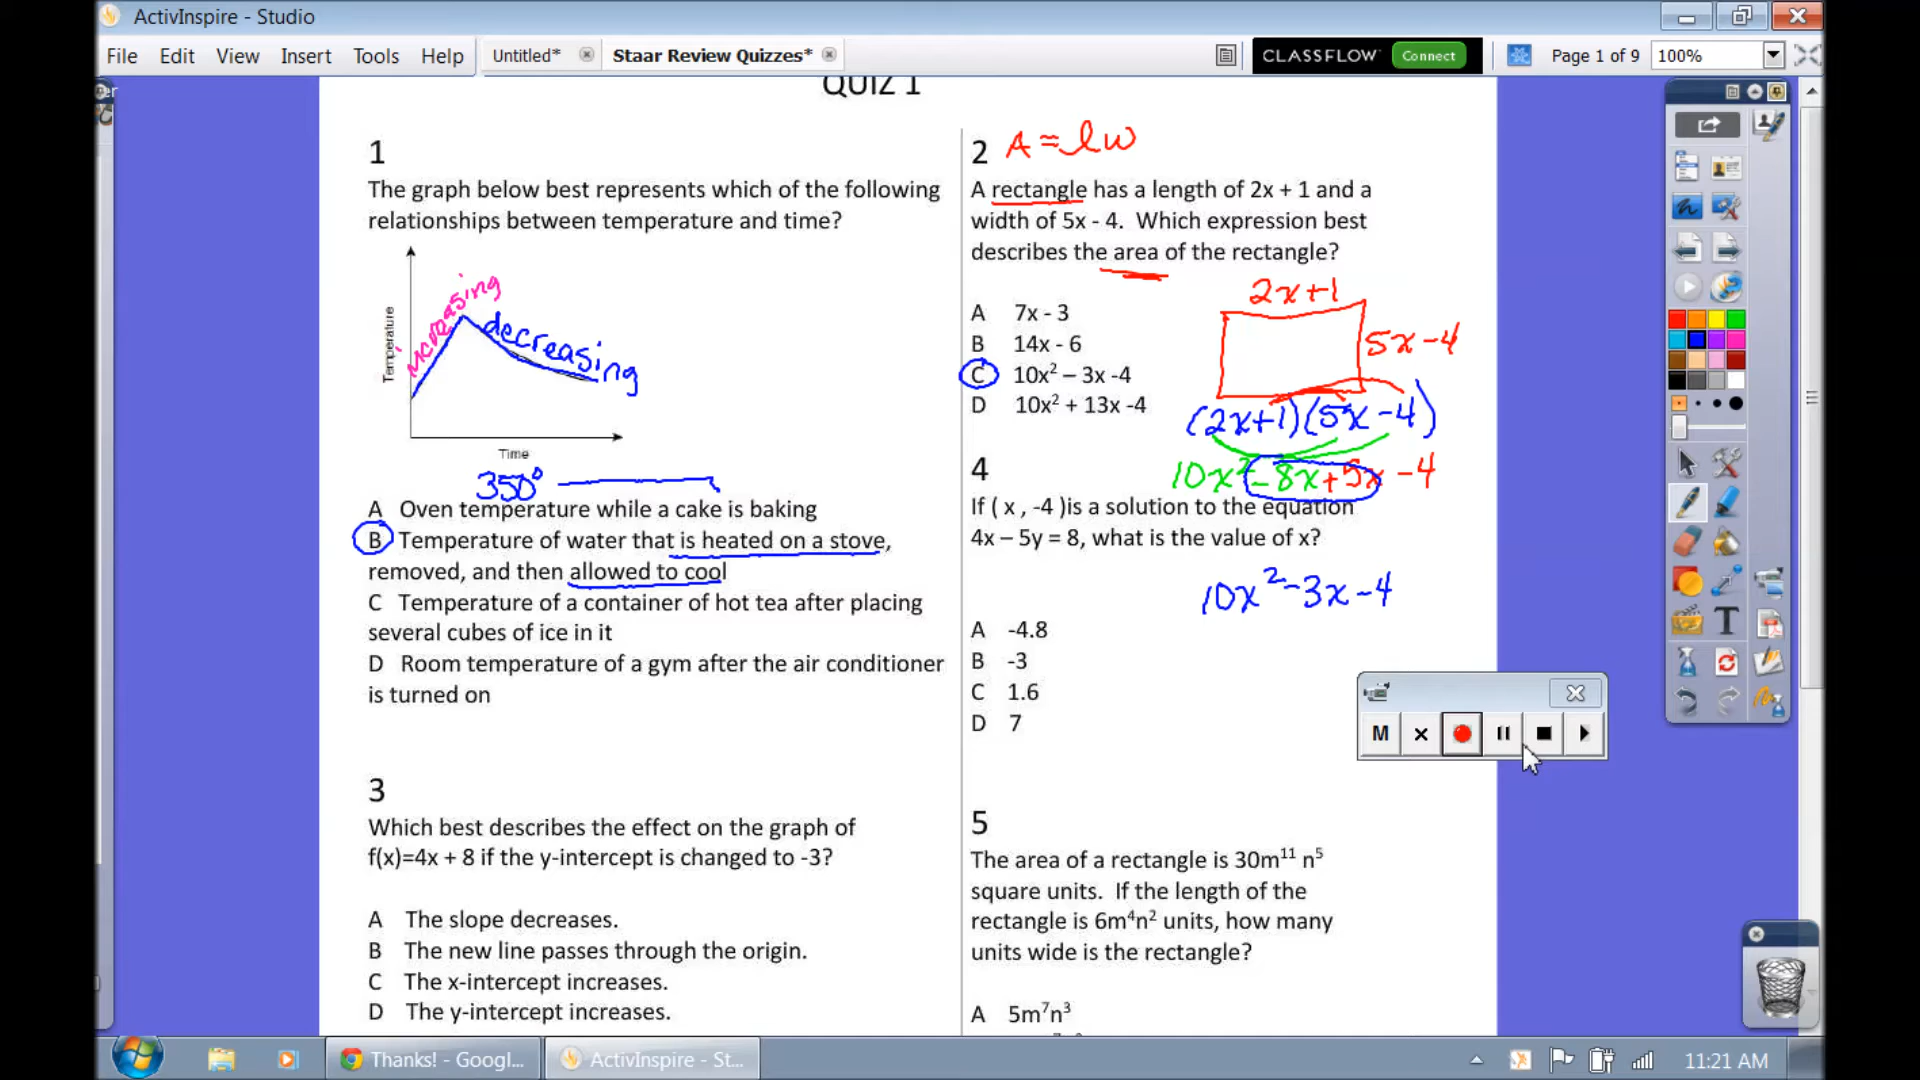 ActivInspire - Studio
File Edit View Insert Tools Help Untitled* Staar Review Quizzes* CLASSFLOW Connect Page 1 of 9 100%
er
QUIZ 1
1
The graph below best represents which of the following
relationships between temperature and time?
Temperature
increasing
decreasing
Time
350°
A Oven temperature while a cake is baking
B Temperature of water that is heated on a stove,
removed, and then allowed to cool
C Temperature of a container of hot tea after placing
several cubes of ice in it
D Room temperature of a gym after the air conditioner
is turned on
3
Which best describes the effect on the graph of
f(x)=4x + 8 if the y-intercept is changed to -3?
A The slope decreases.
B The new line passes through the origin.
C The x-intercept increases.
D The y-intercept increases.
2 A = lw
A rectangle has a length of 2x + 1 and a
width of 5x - 4. Which expression best
describes the area of the rectangle?
A 7x - 3
B 14x - 6
C 10x² – 3x -4
D 10x² + 13x -4
2x+1
5x-4
(2x+1)(5x-4)
10x²-8x+5x-4
4
If ( x , -4 )is a solution to the equation
4x – 5y = 8, what is the value of x?
10x²-3x-4
A -4.8
B -3
C 1.6
D 7
M
5
The area of a rectangle is 30m¹¹ n⁵
square units. If the length of the
rectangle is 6m⁴n² units, how many
units wide is the rectangle?
A 5m⁷n³
Thanks! - Googl... ActivInspire - St... 11:21 AM